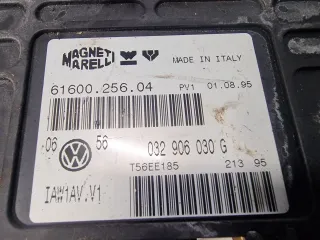 MAGNETI
MARELLI
MADE IN ITALY
61600.256.04 PV1 01.08.95
06 56
032 906 030 G
T56EE185 213 95
IAW1AV.V1